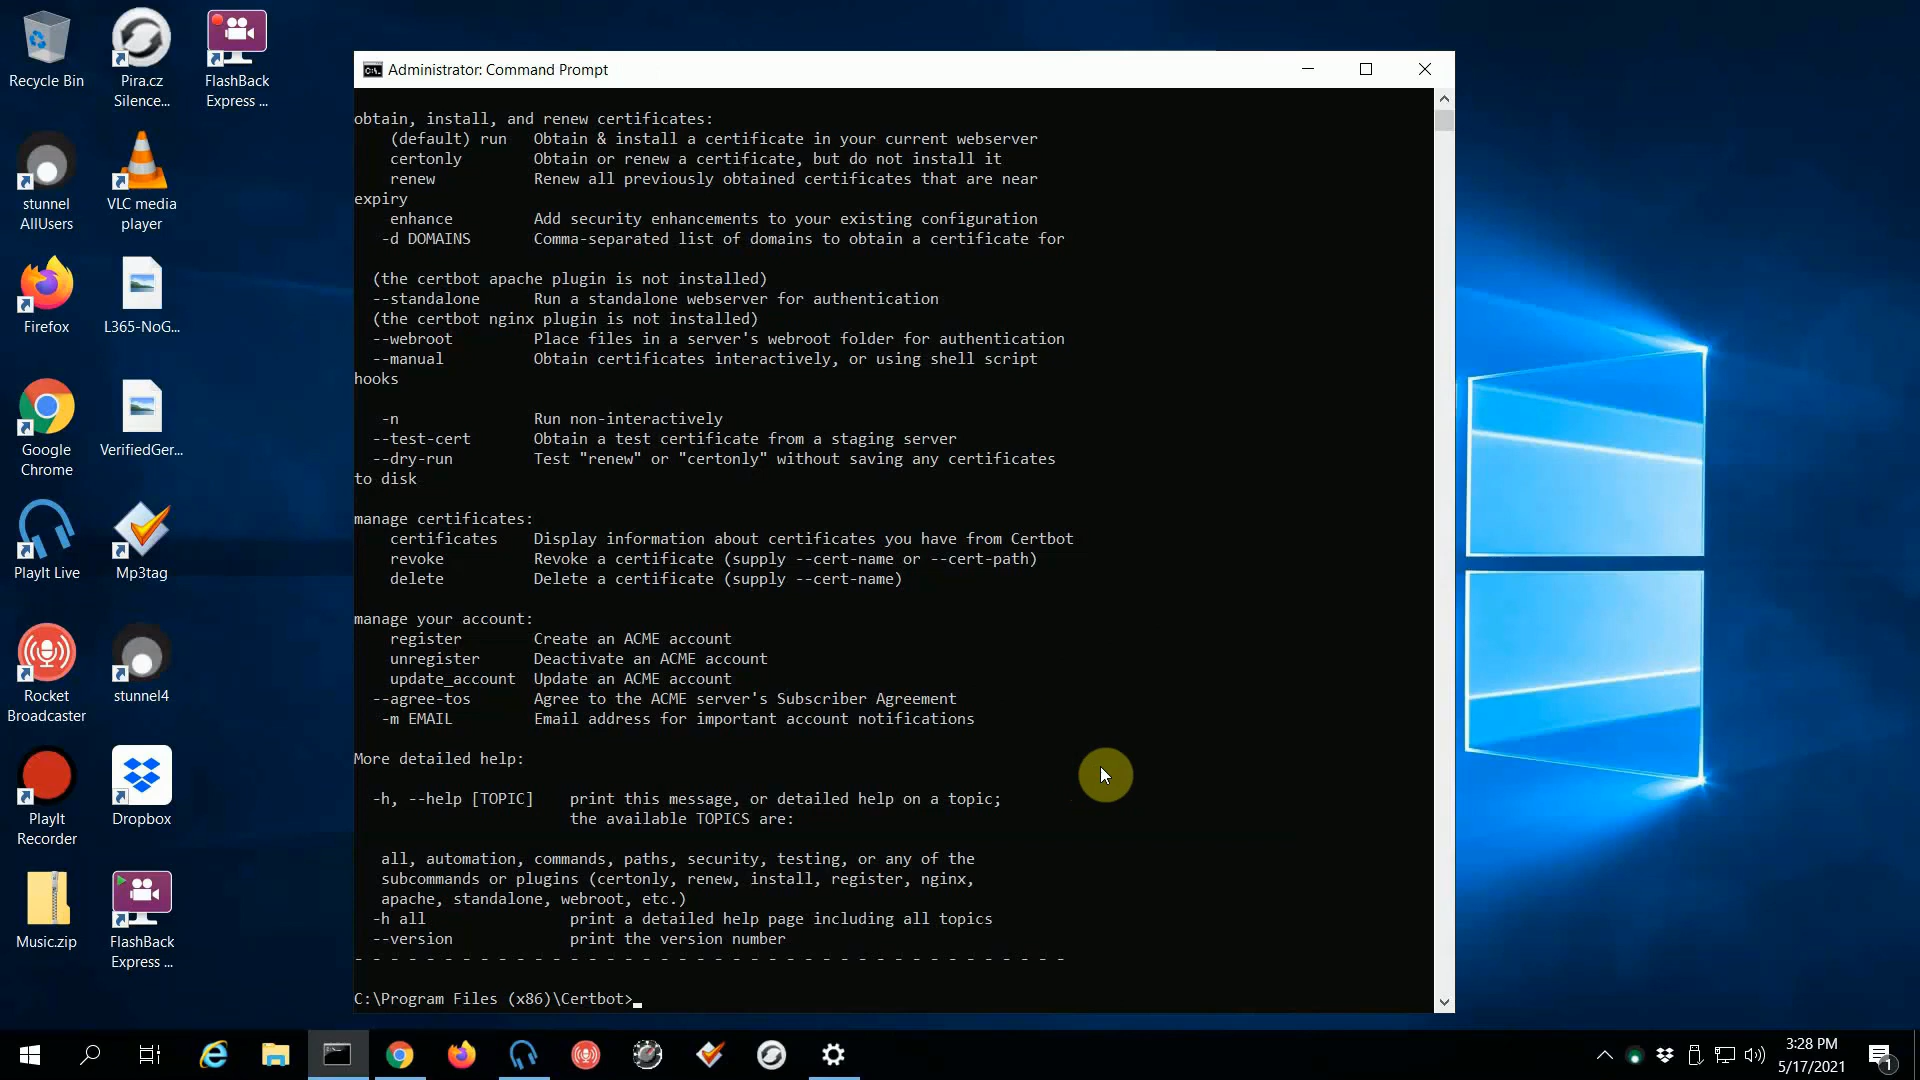 Recycle Bin
Pira.cz
Silence...
FlashBack
Express ...
stunnel
AllUsers
VLC media
player
Firefox
L365-NoG...
Google
Chrome
VerifiedGer...
PlayIt Live
Mp3tag
Rocket
Broadcaster
stunnel4
PlayIt
Recorder
Dropbox
Music.zip
FlashBack
Express ...
Administrator: Command Prompt
obtain, install, and renew certificates:
(default) run   Obtain & install a certificate in your current webserver
certonly        Obtain or renew a certificate, but do not install it
renew           Renew all previously obtained certificates that are near
expiry
enhance         Add security enhancements to your existing configuration
-d DOMAINS       Comma-separated list of domains to obtain a certificate for
(the certbot apache plugin is not installed)
--standalone      Run a standalone webserver for authentication
(the certbot nginx plugin is not installed)
--webroot         Place files in a server's webroot folder for authentication
--manual          Obtain certificates interactively, or using shell script
hooks
-n               Run non-interactively
--test-cert       Obtain a test certificate from a staging server
--dry-run         Test "renew" or "certonly" without saving any certificates
to disk
manage certificates:
certificates    Display information about certificates you have from Certbot
revoke          Revoke a certificate (supply --cert-name or --cert-path)
delete          Delete a certificate (supply --cert-name)
manage your account:
register        Create an ACME account
unregister      Deactivate an ACME account
update_account  Update an ACME account
--agree-tos       Agree to the ACME server's Subscriber Agreement
-m EMAIL         Email address for important account notifications
More detailed help:
-h, --help [TOPIC]    print this message, or detailed help on a topic;
the available TOPICS are:
all, automation, commands, paths, security, testing, or any of the
subcommands or plugins (certonly, renew, install, register, nginx,
apache, standalone, webroot, etc.)
-h all                print a detailed help page including all topics
--version             print the version number
- - - - - - - - - - - - - - - - - - - - - - - - - - - - - - - - - - - - - - - -
C:\Program Files (x86)\Certbot>
3:28 PM
5/17/2021
1